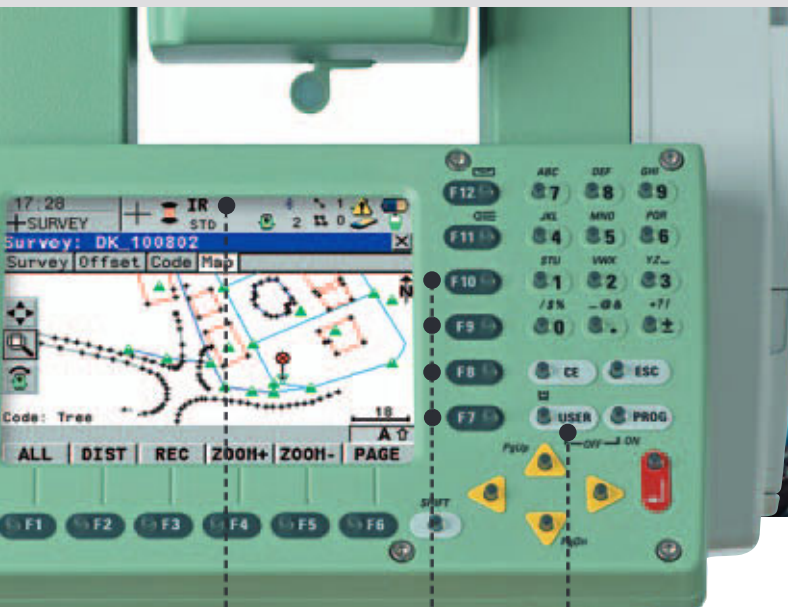 17:28
SURVEY
IR
STD
1
2
0
Survey: DK_100802
Survey Offset Code Map
N
Code: Tree
18
A
ALL DIST REC ZOOM+ ZOOM- PAGE
F1 F2 F3 F4 F5 F6
SHIFT
F12
F11
F10
F9
F8
F7
ABC DEF GHI
7 8 9
JKL MNO PQR
4 5 6
STU VWX YZ_
1 2 3
/$% _@& *?!
0 . ±
CE ESC
USER PROG
PgUp
OFF ON
PgDn